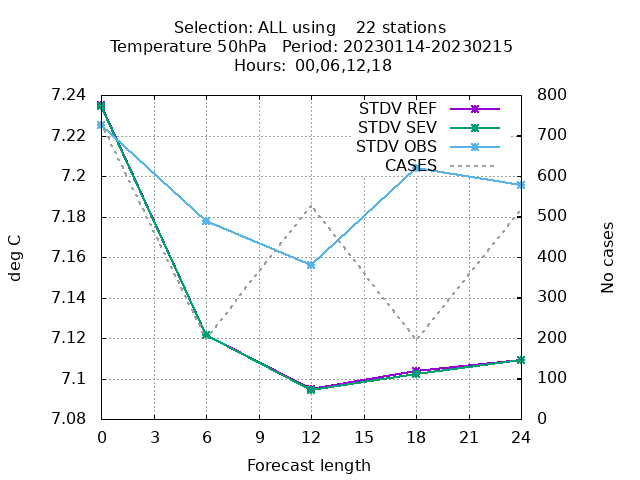 Selection: ALL using    22 stations
Temperature 50hPa   Period: 20230114-20230215
Hours:  00,06,12,18
7.24
7.22
7.2
7.18
7.16
7.14
7.12
7.1
7.08
deg C
800
700
600
500
400
300
200
100
0
No cases
STDV REF
STDV SEV
STDV OBS
CASES
0 3 6 9 12 15 18 21 24
Forecast length